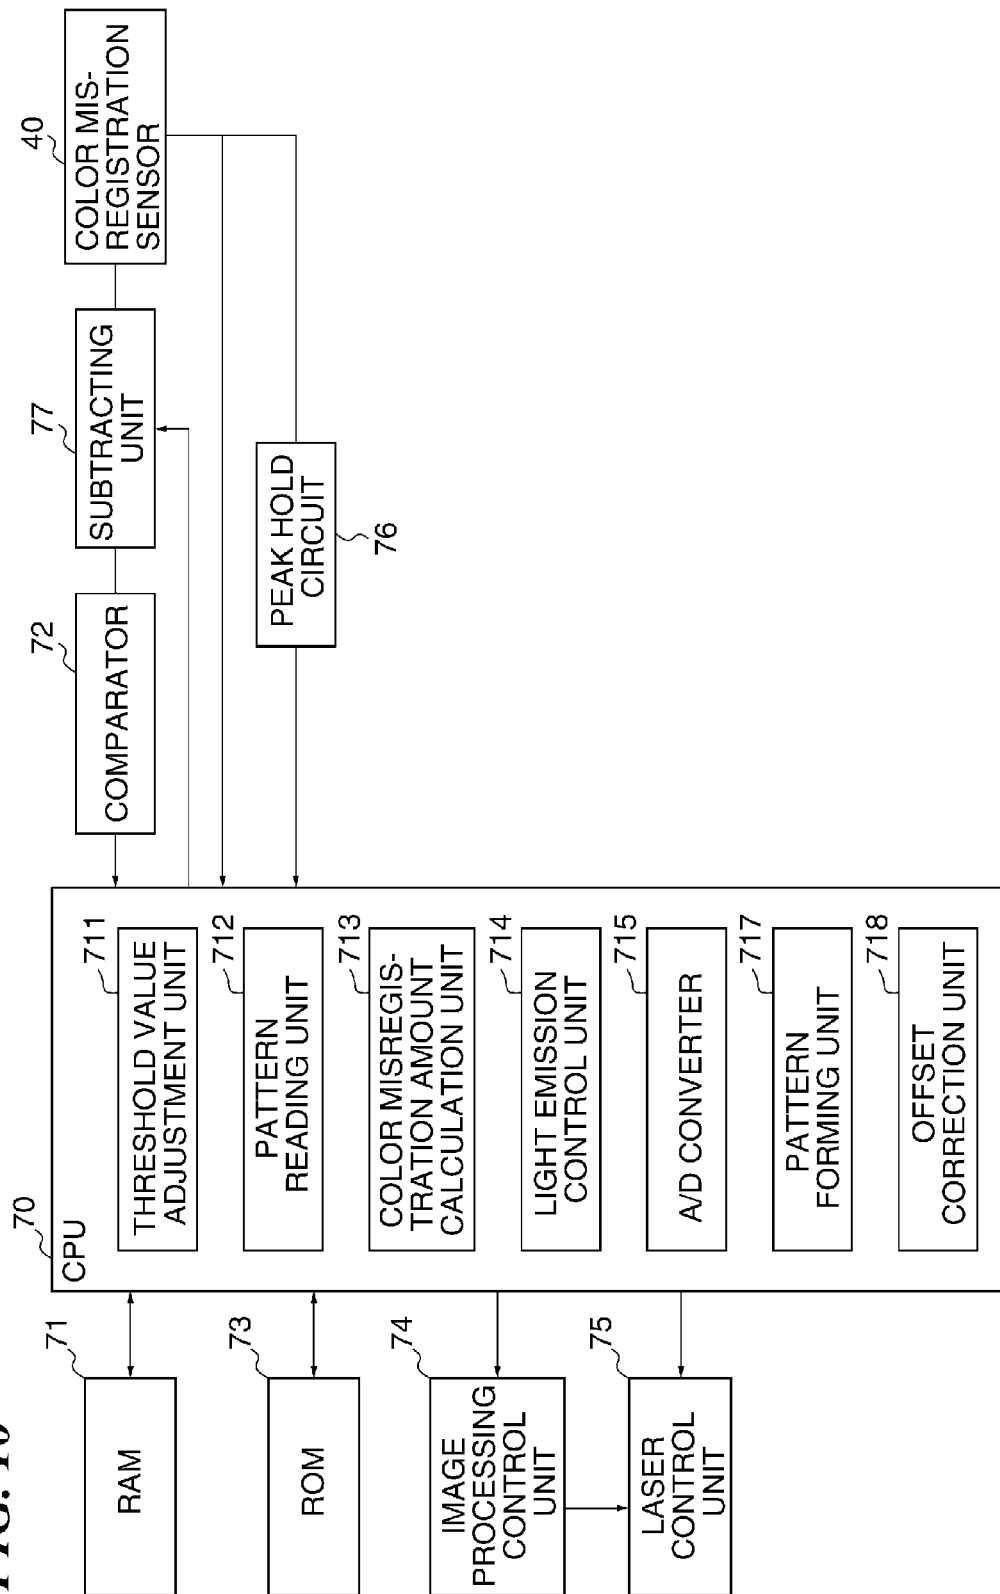 FIG. 10
70
CPU
71
RAM
73
ROM
74
IMAGE
PROCESSING
CONTROL
UNIT
75
LASER
CONTROL
UNIT
711
THRESHOLD VALUE
ADJUSTMENT UNIT
712
PATTERN
READING UNIT
713
COLOR MISREGIS-
TRATION AMOUNT
CALCULATION UNIT
714
LIGHT EMISSION
CONTROL UNIT
715
A/D CONVERTER
717
PATTERN
FORMING UNIT
718
OFFSET
CORRECTION UNIT
72
COMPARATOR
77
SUBTRACTING
UNIT
40
COLOR MIS-
REGISTRATION
SENSOR
PEAK HOLD
CIRCUIT
76